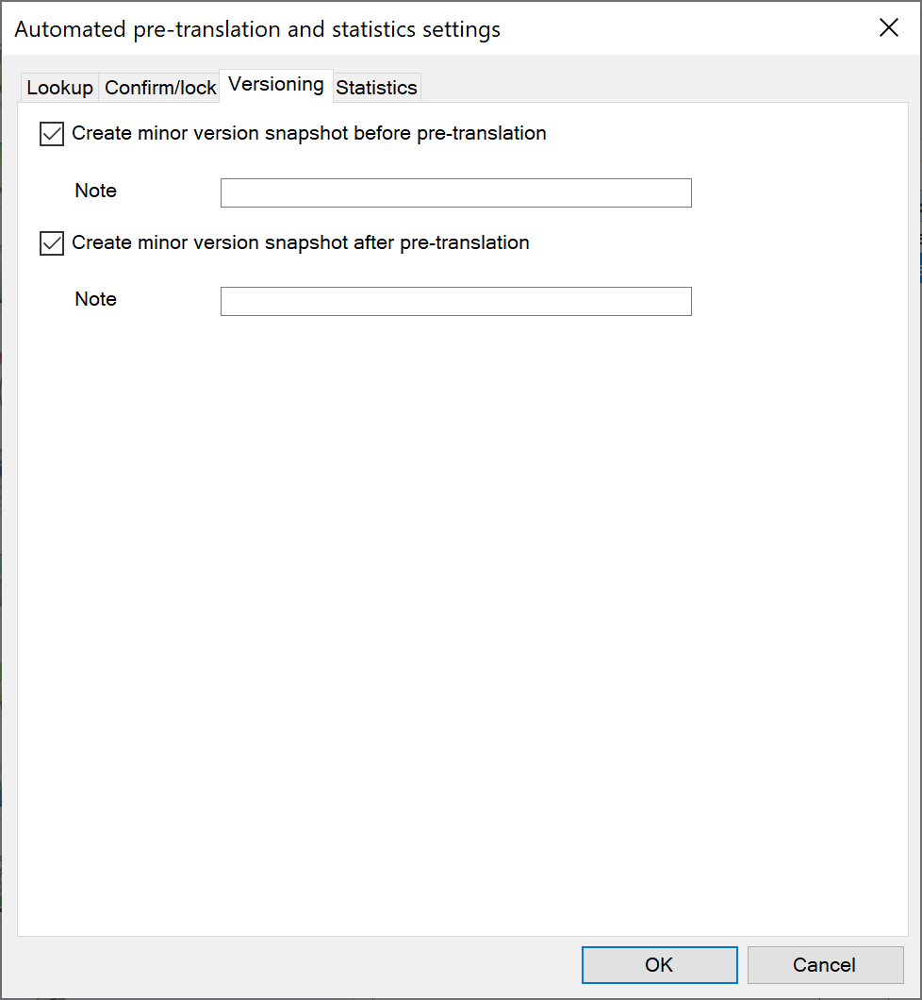 Automated pre-translation and statistics settings
Lookup Confirm/lock Versioning Statistics
Create minor version snapshot before pre-translation
Note
Create minor version snapshot after pre-translation
Note
OK Cancel